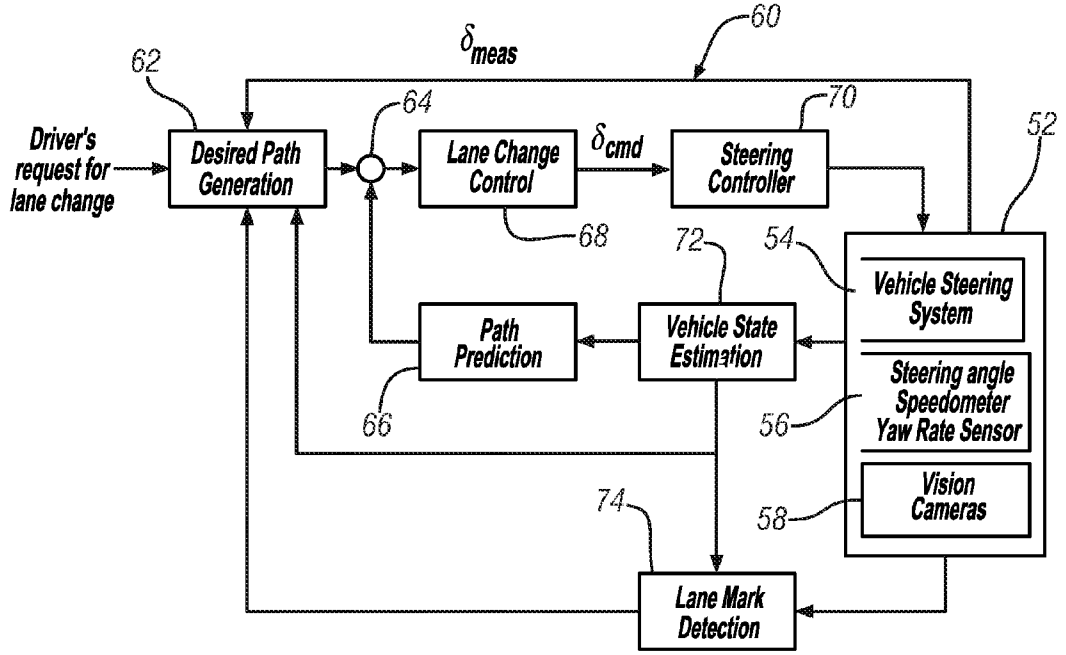 60
δmeas
62
64
70
52
Driver's
request for
lane change
Desired Path
Generation
Lane Change
Control
δcmd
Steering
Controller
68
72
54
Vehicle Steering
System
Path
Prediction
Vehicle State
Estimation
66
56
Steering angle
Speedometer
Yaw Rate Sensor
74
58
Vision
Cameras
Lane Mark
Detection